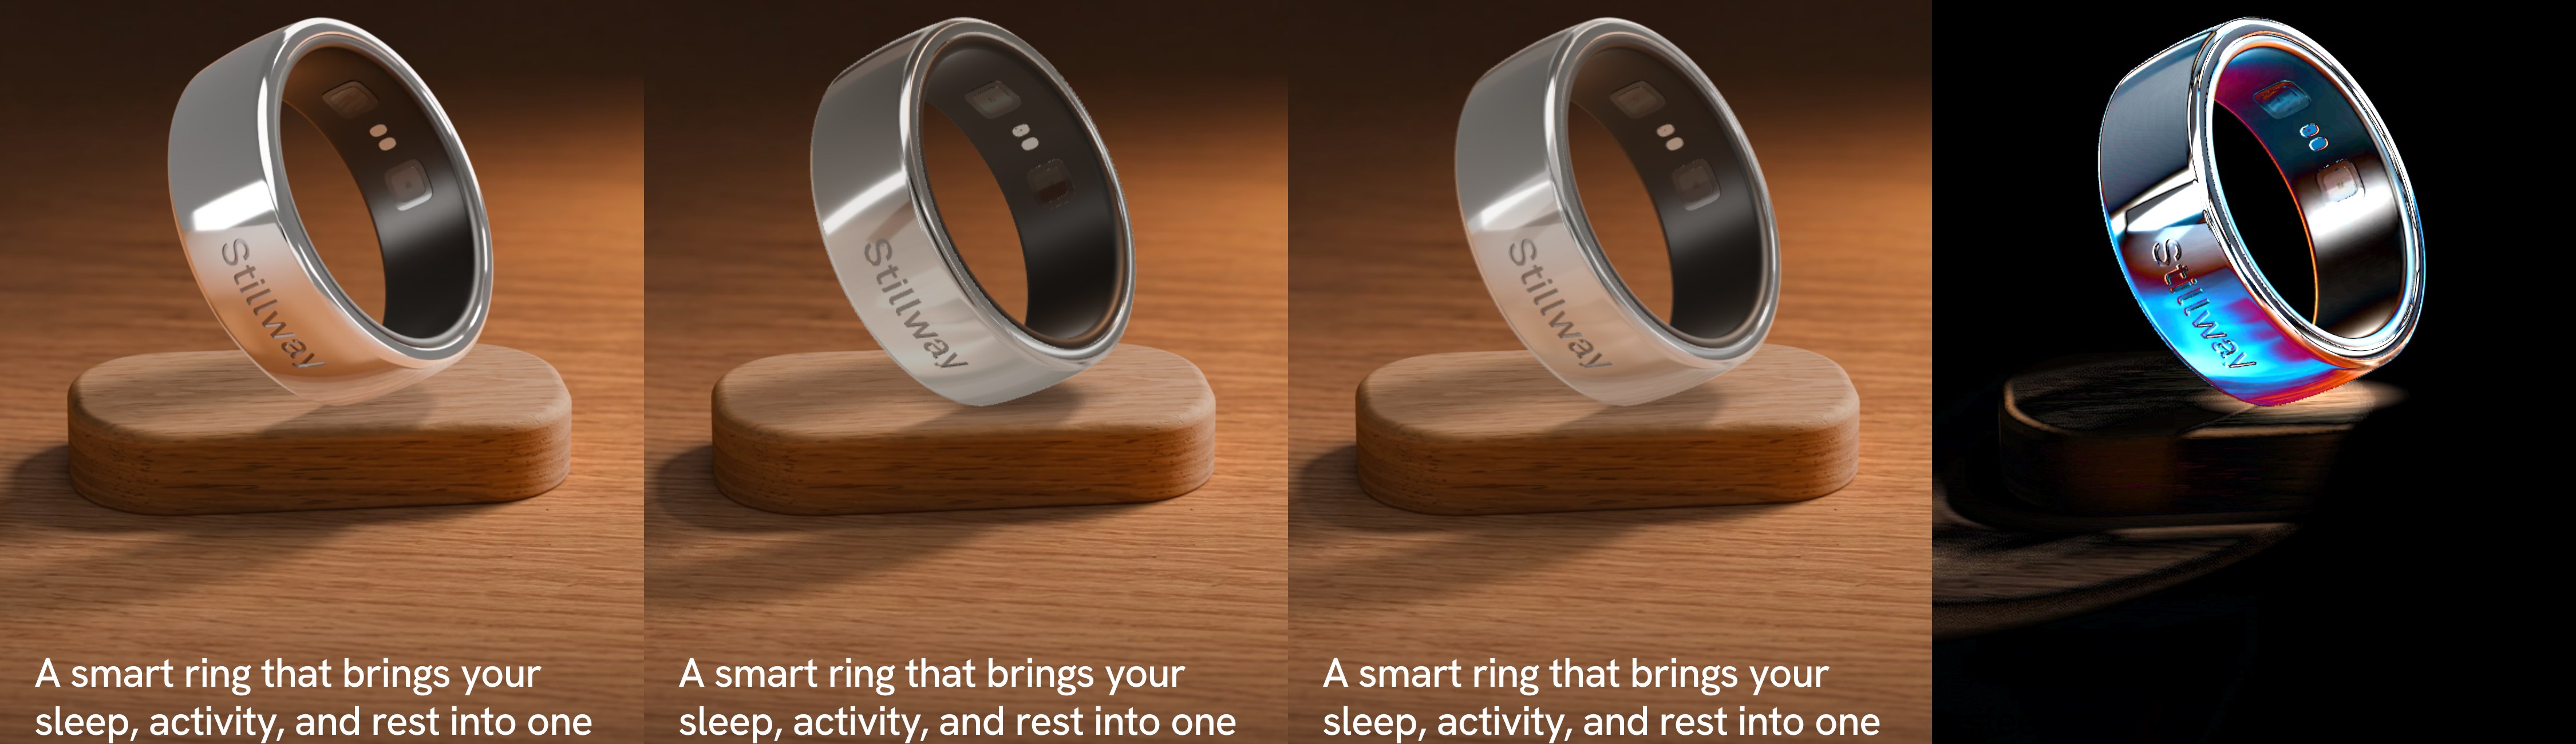 Stillway
Stillway
Stillway
Stillway
A smart ring that brings your
sleep, activity, and rest into one
A smart ring that brings your
sleep, activity, and rest into one
A smart ring that brings your
sleep, activity, and rest into one